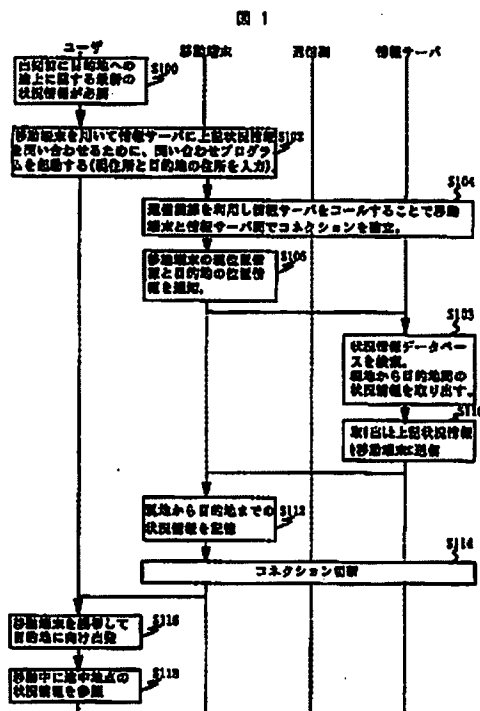 図 1
ユーザ 移動端末 通信網 情報サーバ
出発前に目的地への
途上に関する最新の
状況情報が必要
S100
移動端末を用いて情報サーバに上記状況情報
を問い合わせるために、問い合わせプログラ
ムを起動する(現住所と目的地の住所を入力)
S102
S104
通信回線を利用し情報サーバをコールすることで移動
端末と情報サーバ間でコネクションを確立。
移動端末の現位置情
報と目的地の位置情
報を通知。
S106
状況情報データベー
スを検索。
現地から目的地間の
状況情報を取り出す。
取り出した上記状況情報
を移動端末に送信
現地から目的地までの
状況情報を記憶
S112
S114
コネクション切断
移動端末を携帯して
目的地に向け出発
S116
移動中に途中地点の
状況情報を参照
S118